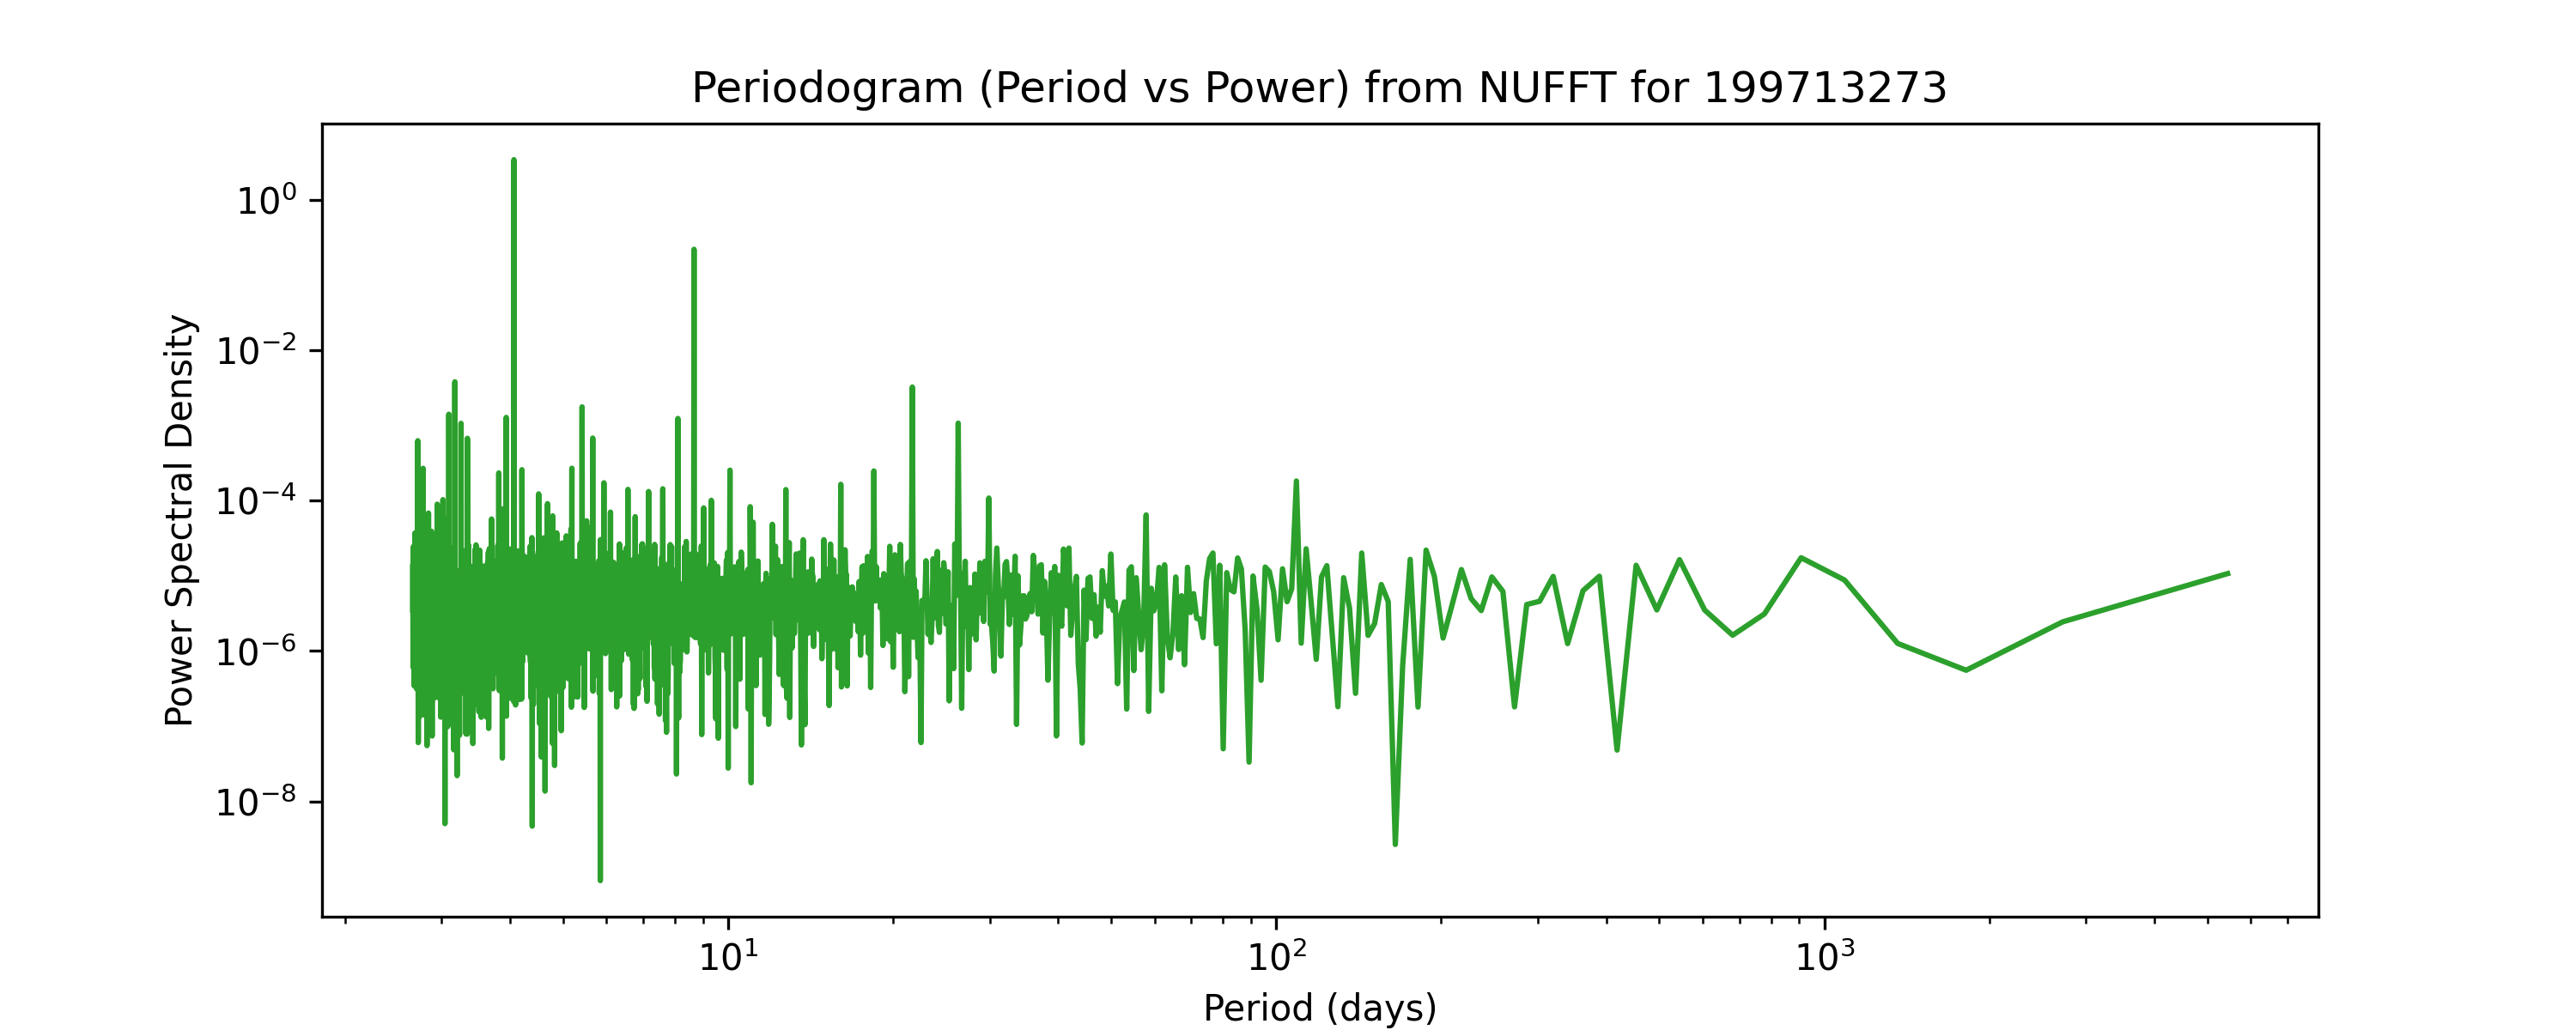 Periodogram (Period vs Power) from NUFFT for 199713273
Power Spectral Density
10⁰
10⁻²
10⁻⁴
10⁻⁶
10⁻⁸
10¹ 10² 10³
Period (days)